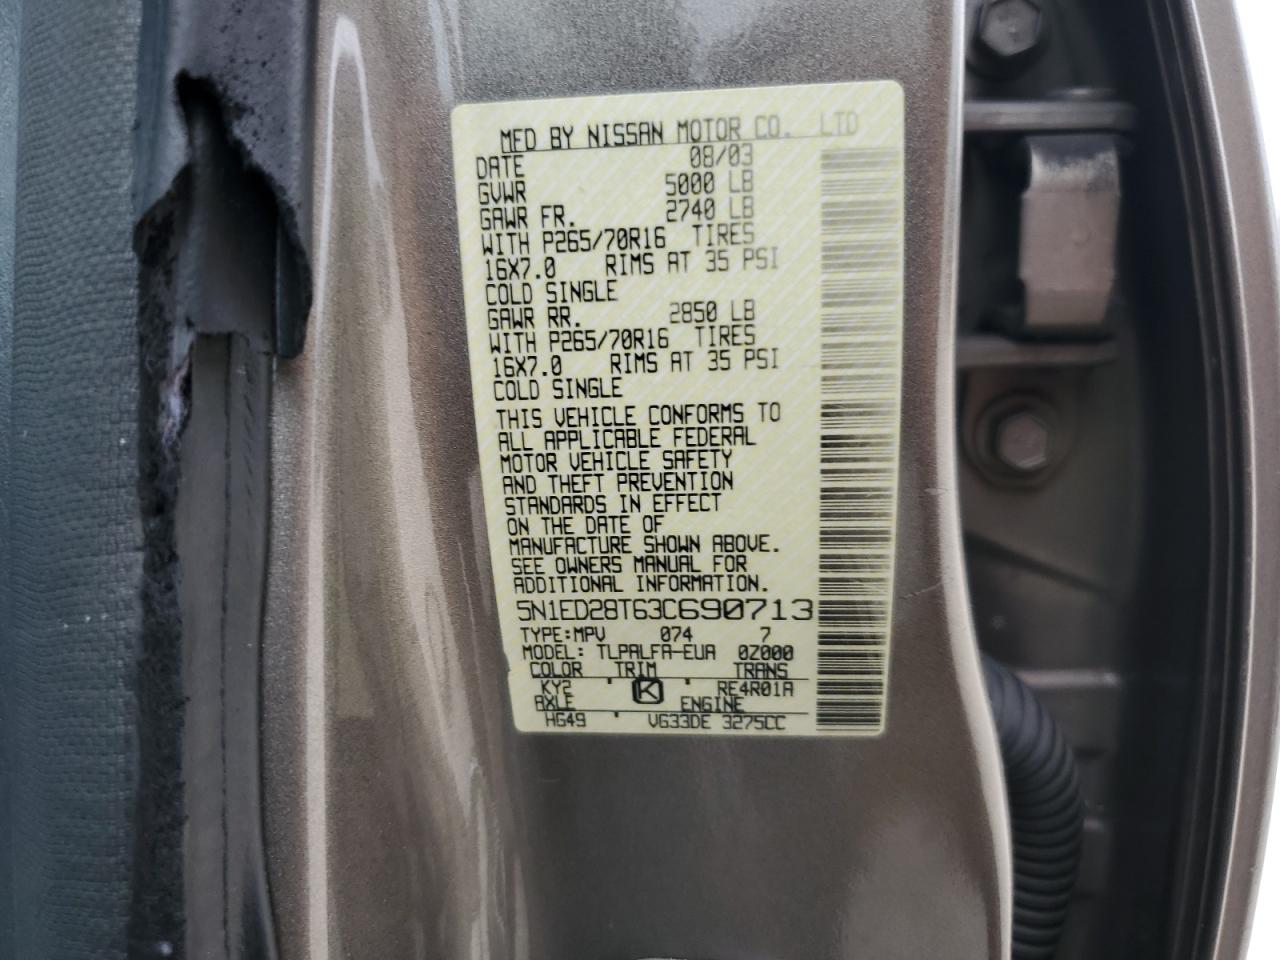 MFD BY NISSAN MOTOR CO. LTD
DATE 08/03
GVWR 5000 LB
GAWR FR. 2740 LB
WITH P265/70R16 TIRES
16X7.0 RIMS AT 35 PSI
COLD SINGLE
GAWR RR. 2850 LB
WITH P265/70R16 TIRES
16X7.0 RIMS AT 35 PSI
COLD SINGLE
THIS VEHICLE CONFORMS TO
ALL APPLICABLE FEDERAL
MOTOR VEHICLE SAFETY
AND THEFT PREVENTION
STANDARDS IN EFFECT
ON THE DATE OF
MANUFACTURE SHOWN ABOVE.
SEE OWNERS MANUAL FOR
ADDITIONAL INFORMATION.
5N1ED28T63C690713
TYPE:MPV 074 7
MODEL: TLPALFA-EUA 0Z000
COLOR TRIM TRANS
KY2 K RE4R01A
AXLE ENGINE
HG49 VG33DE 3275CC